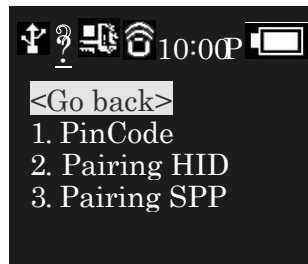 10:00P
<Go back>
1. PinCode
2. Pairing HID
3. Pairing SPP